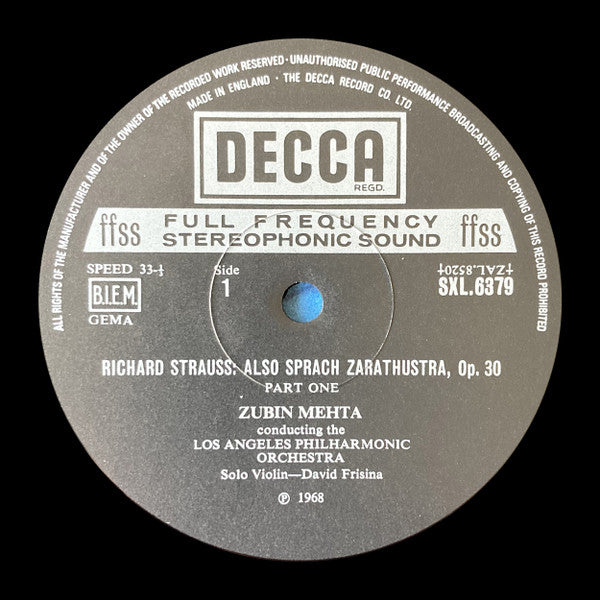 ALL RIGHTS OF THE MANUFACTURER AND OF THE OWNER OF THE RECORDED WORK RESERVED · UNAUTHORISED PUBLIC PERFORMANCE BROADCASTING AND COPYING OF THIS RECORD PROHIBITED
MADE IN ENGLAND · THE DECCA RECORD CO. LTD.
DECCA
REGD.
ffss FULL FREQUENCY ffss
STEREOPHONIC SOUND
SPEED 33-⅓ Side ‡ZAL.8520‡
1 SXL.6379
B.I.E.M.
GEMA
RICHARD STRAUSS: ALSO SPRACH ZARATHUSTRA, Op. 30
PART ONE
ZUBIN MEHTA
conducting the
LOS ANGELES PHILHARMONIC
ORCHESTRA
Solo Violin—David Frisina
℗ 1968